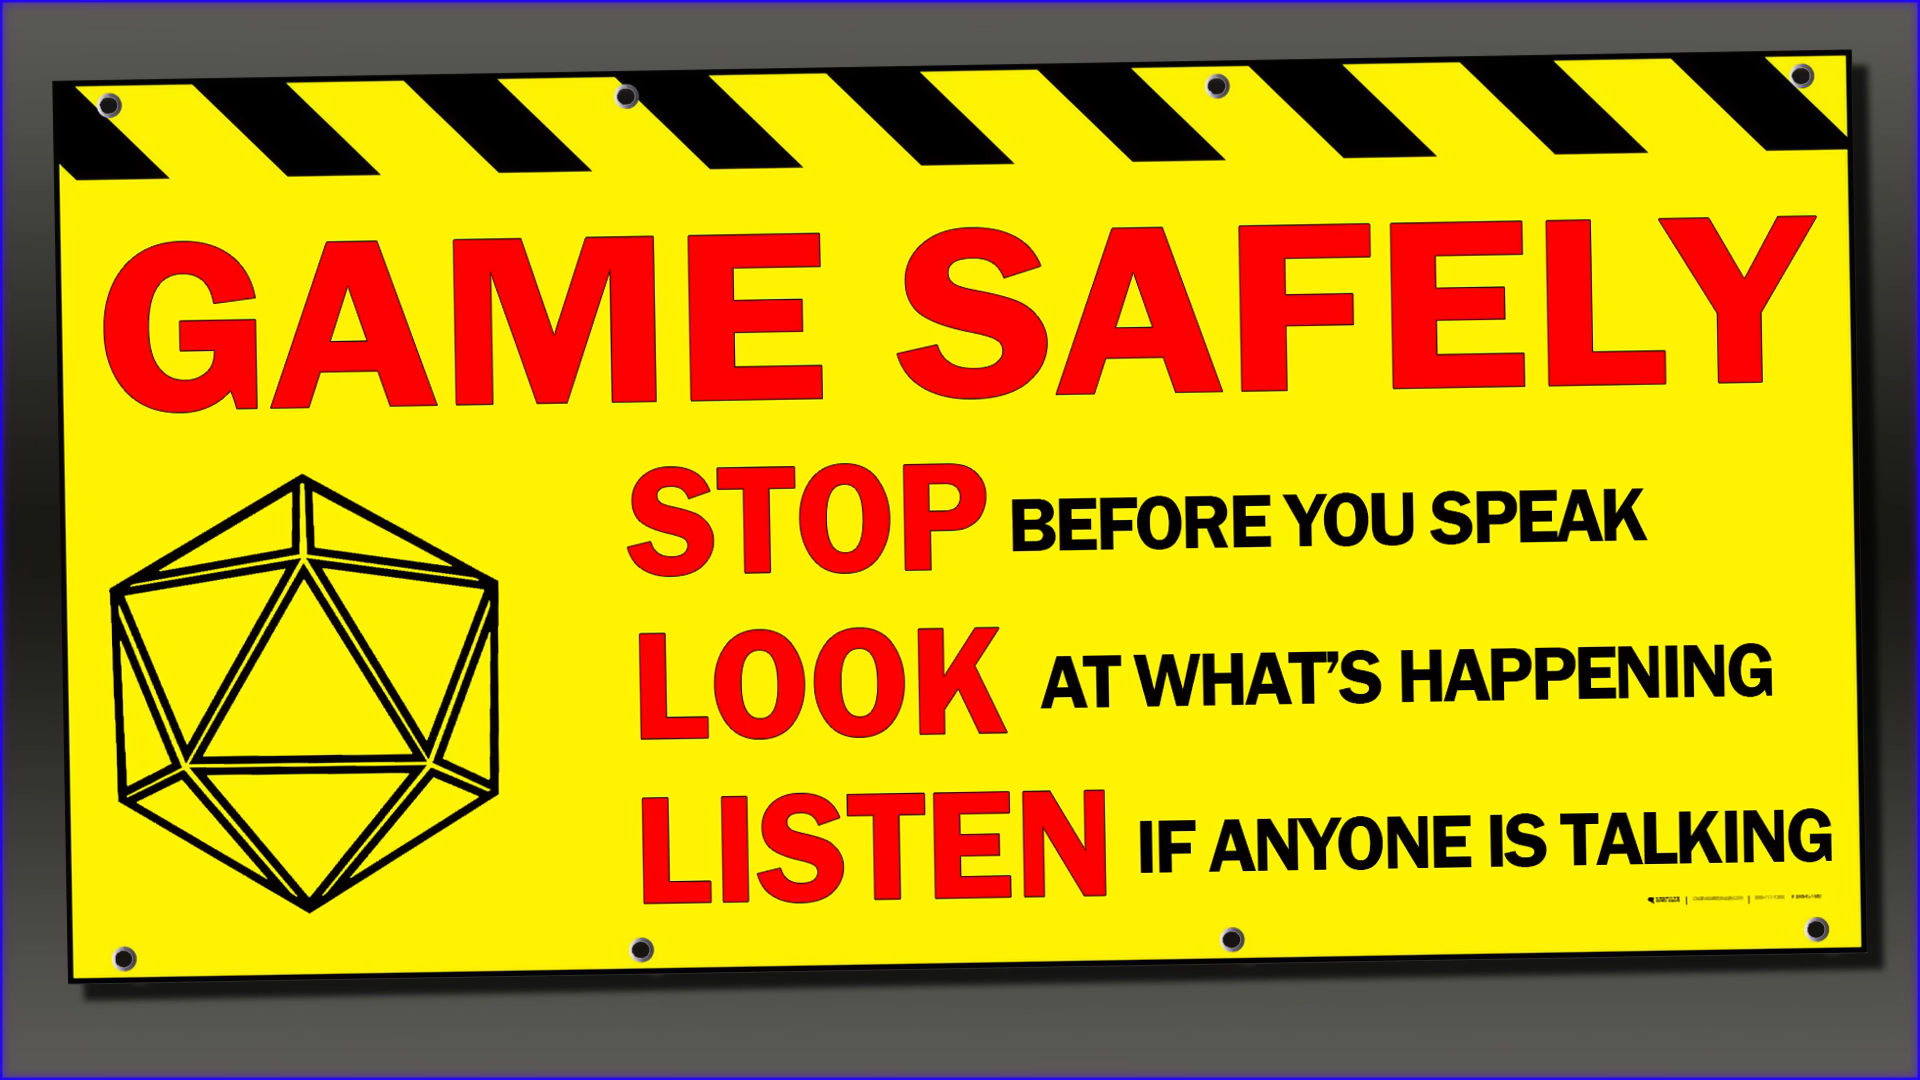 GAME SAFELY
STOP BEFORE YOU SPEAK
LOOK AT WHAT'S HAPPENING
LISTEN IF ANYONE IS TALKING